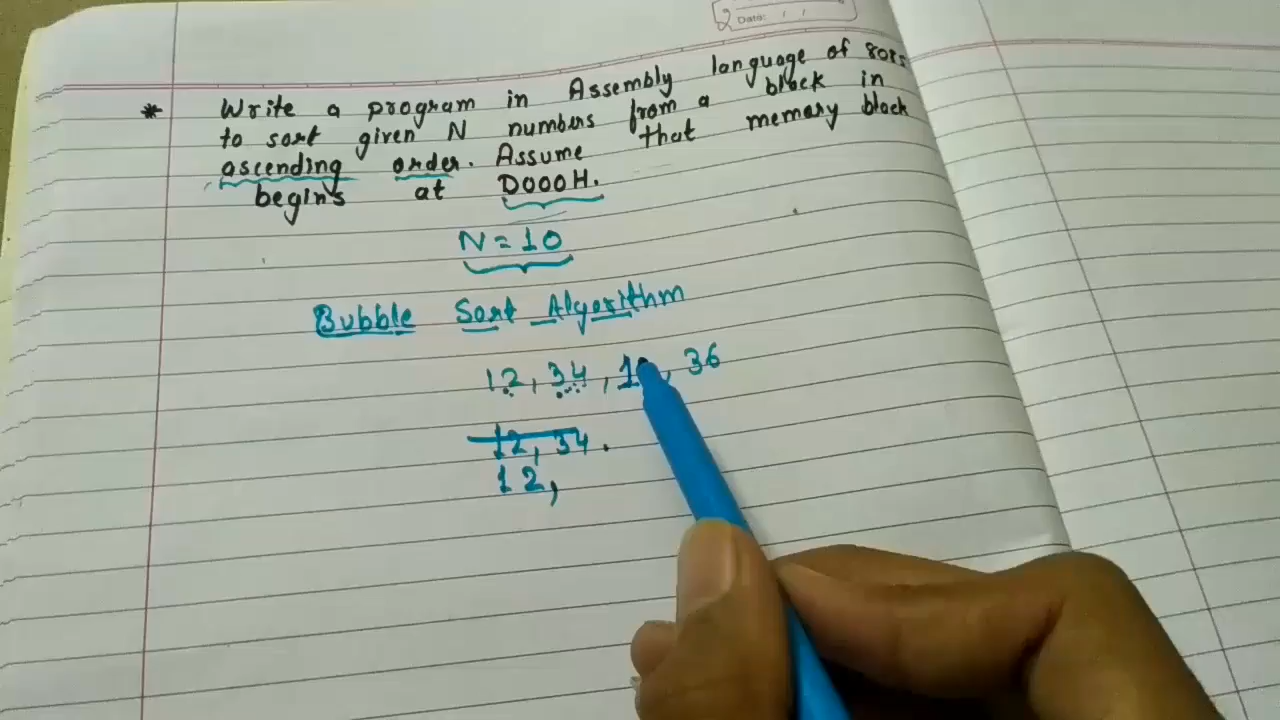 Date: / /
* Write a program in Assembly language of 8085
to sort given N numbers from a block in
ascending order. Assume that memory block
begins at D000H.
N = 10
Bubble Sort Algorithm
12, 34, , 36
12, 34.
12,